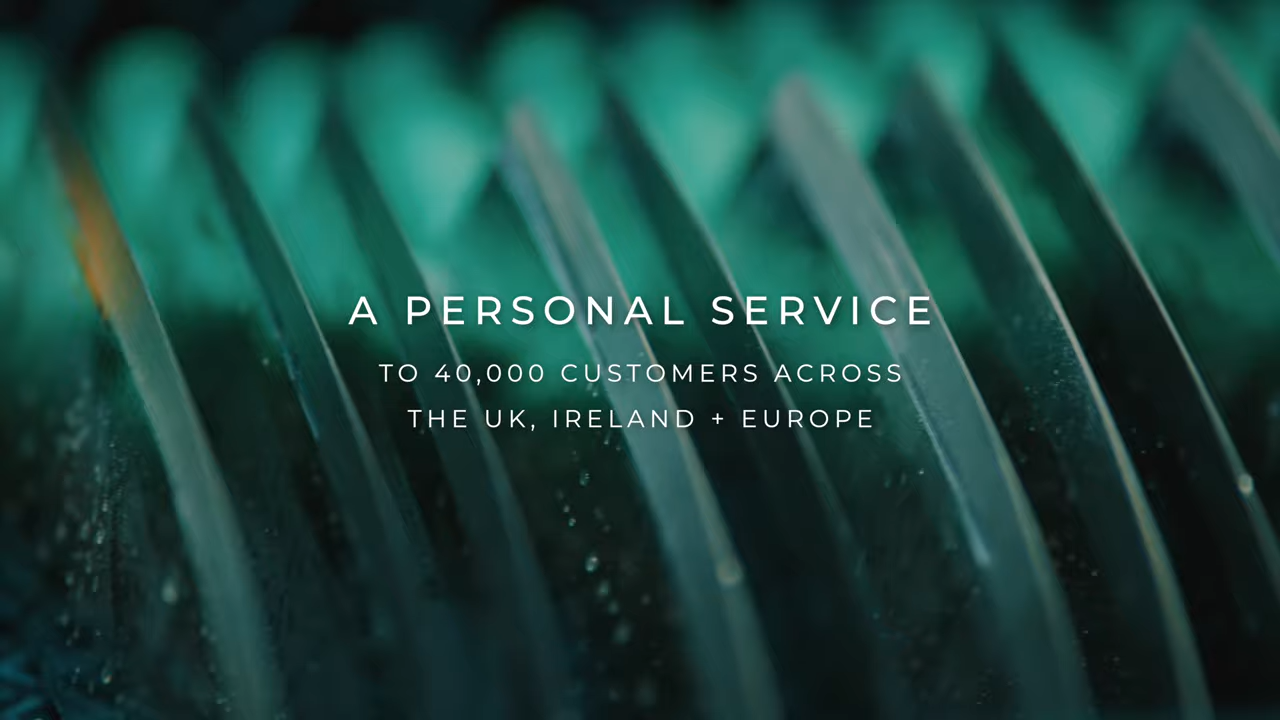 A PERSONAL SERVICE
TO 40,000 CUSTOMERS ACROSS
THE UK, IRELAND + EUROPE